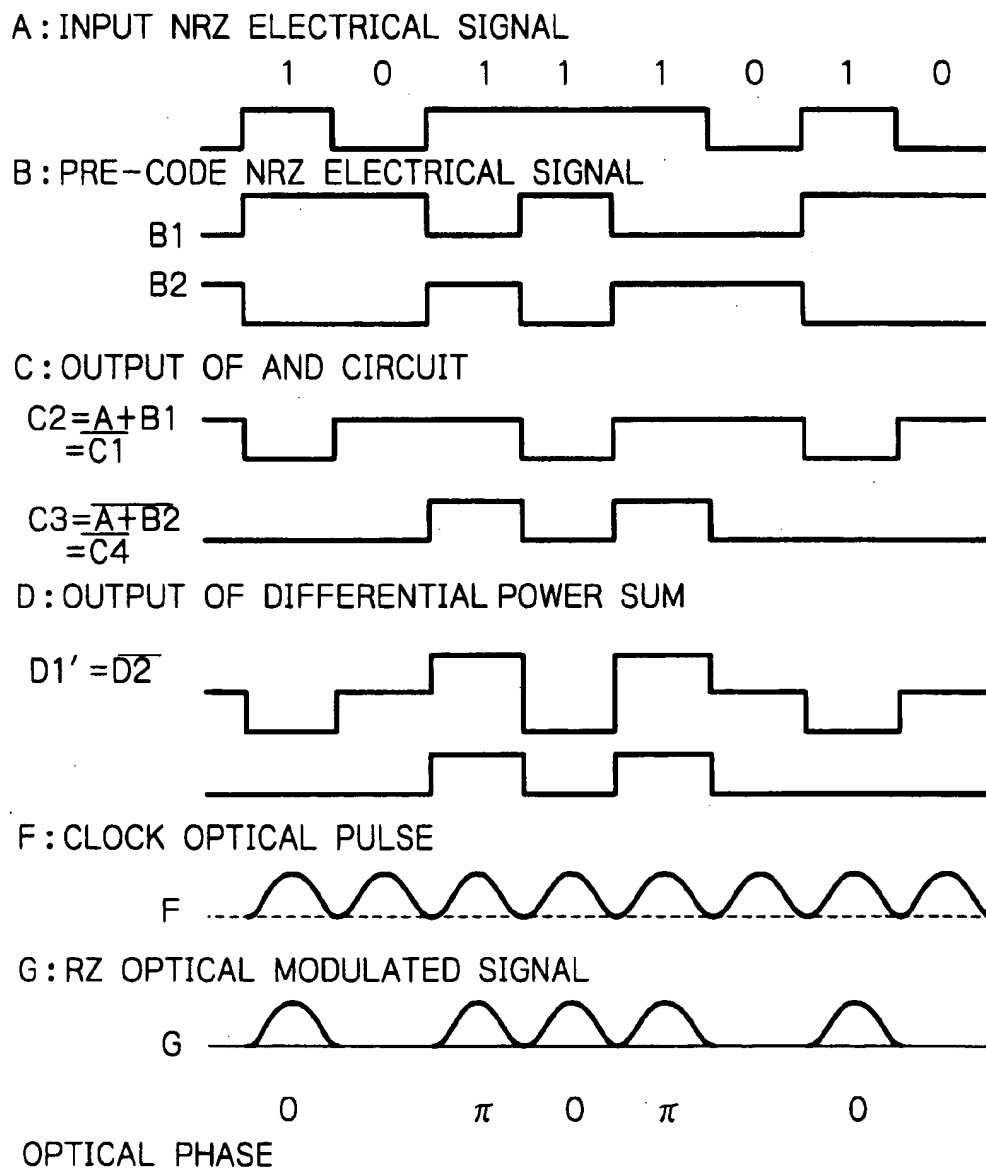 A:INPUT NRZ ELECTRICAL SIGNAL
1 0 1 1 1 0 1 0
B:PRE-CODE NRZ ELECTRICAL SIGNAL
B1
B2
C:OUTPUT OF AND CIRCUIT
C2=A+B1
=C1
C3=A+B2
=C4
D:OUTPUT OF DIFFERENTIAL POWER SUM
D1'=D2
F:CLOCK OPTICAL PULSE
F
G:RZ OPTICAL MODULATED SIGNAL
G
0 π 0 π 0
OPTICAL PHASE